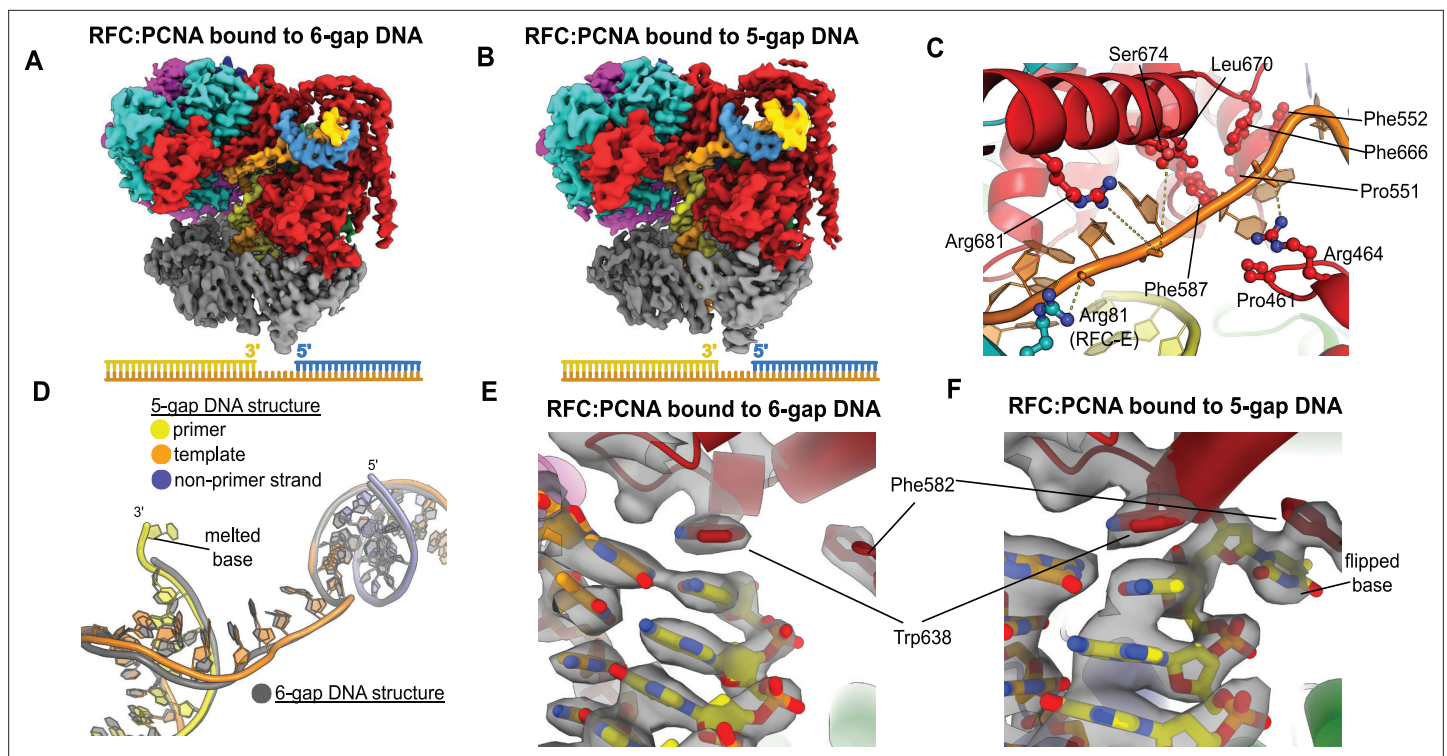 RFC:PCNA bound to 6-gap DNA
RFC:PCNA bound to 5-gap DNA
A
B
C
Ser674
Leu670
Phe552
Phe666
Pro551
Arg681
Arg464
Phe587
Pro461
Arg81
(RFC-E)
3'
5'
3'
5'
D
5-gap DNA structure
primer
template
non-primer strand
5'
3'
melted
base
6-gap DNA structure
E
RFC:PCNA bound to 6-gap DNA
F
RFC:PCNA bound to 5-gap DNA
Phe582
flipped
base
Trp638